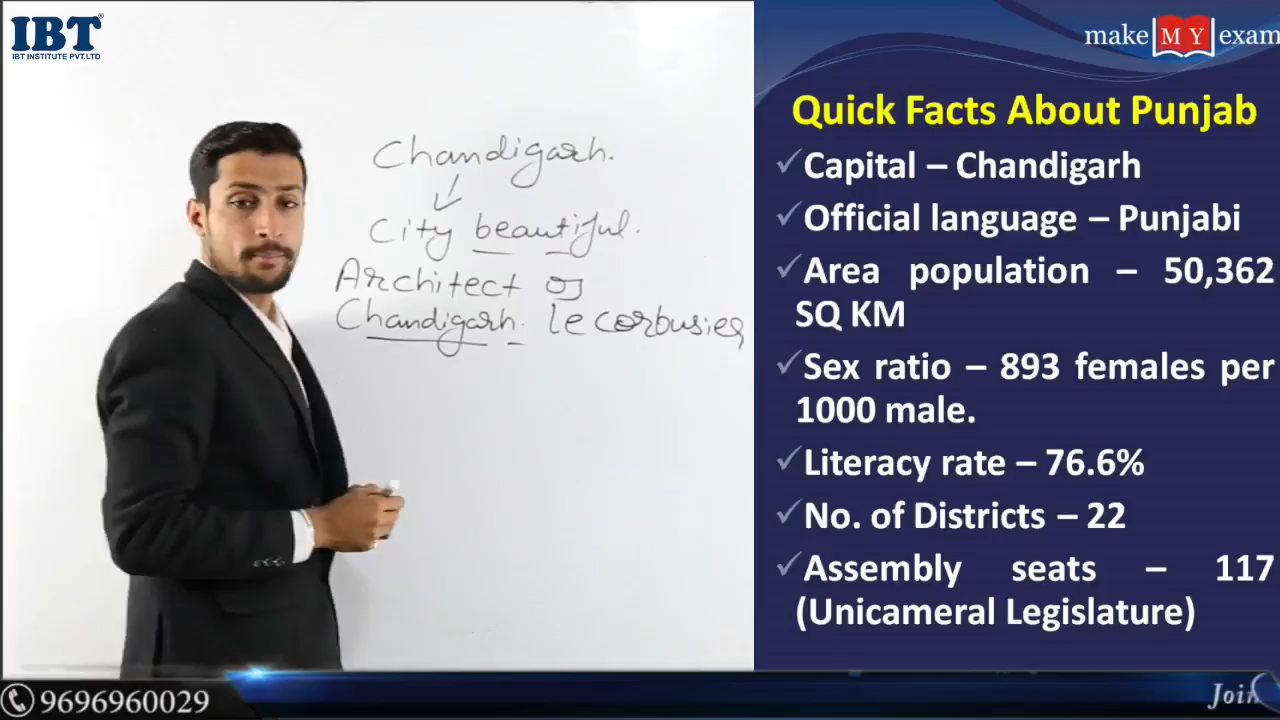 IBT
IBT INSTITUTE PVT.LTD
make MY exam
Chandigarh.
City beautiful.
Architect of
Chandigarh. le corbusier
Quick Facts About Punjab
✓Capital – Chandigarh
✓Official language – Punjabi
✓Area population – 50,362
SQ KM
✓Sex ratio – 893 females per
1000 male.
✓Literacy rate – 76.6%
✓No. of Districts – 22
✓Assembly seats – 117
(Unicameral Legislature)
9696960029
Join